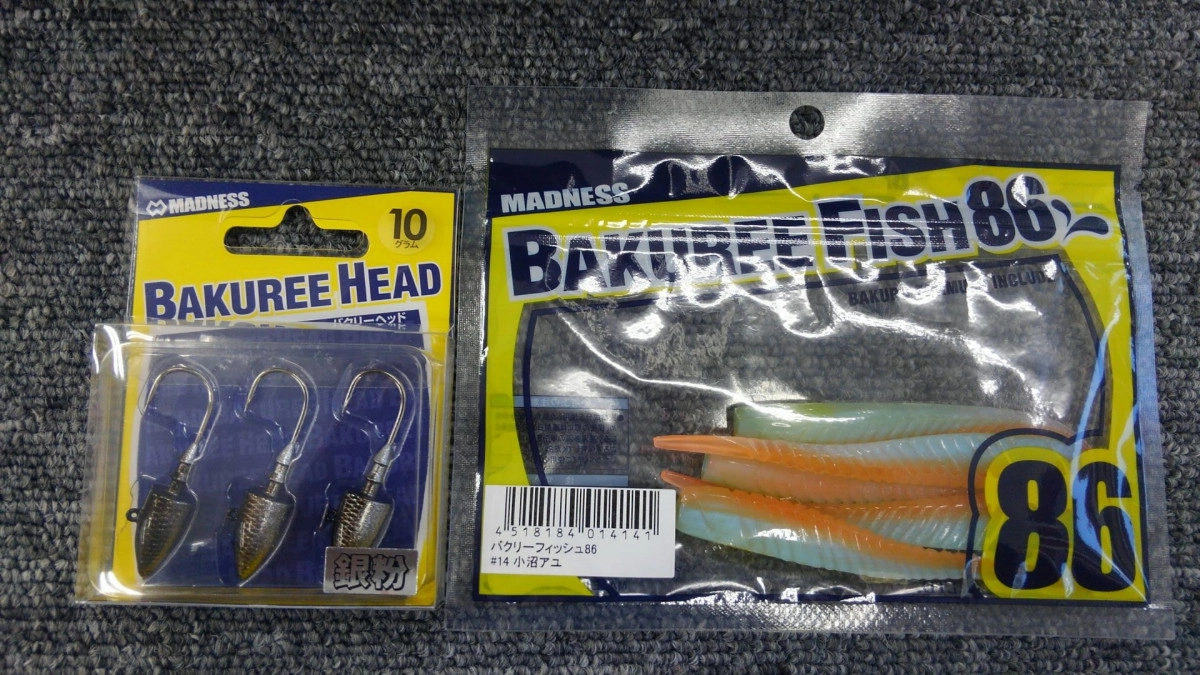 MADNESS
10
グラム
BAKUREE HEAD
バクリーヘッド
銀粉
MADNESS
BAKUREE FISH 86
86
4 518184 014141
バクリーフィッシュ86
#14 小沼アユ